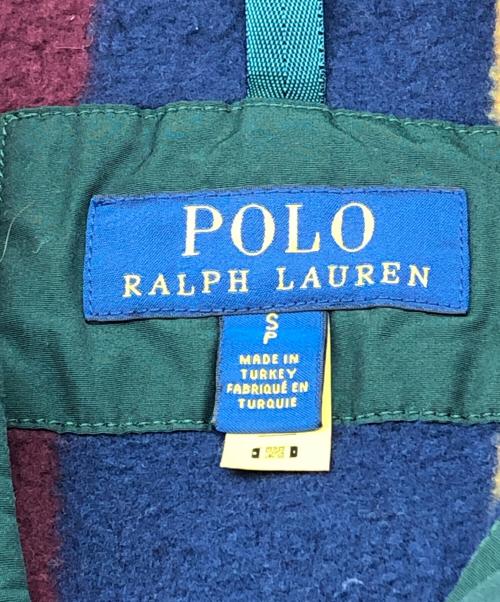 POLO
RALPH LAUREN
S
P
MADE IN
TURKEY
FABRIQUÉ EN
TURQUIE